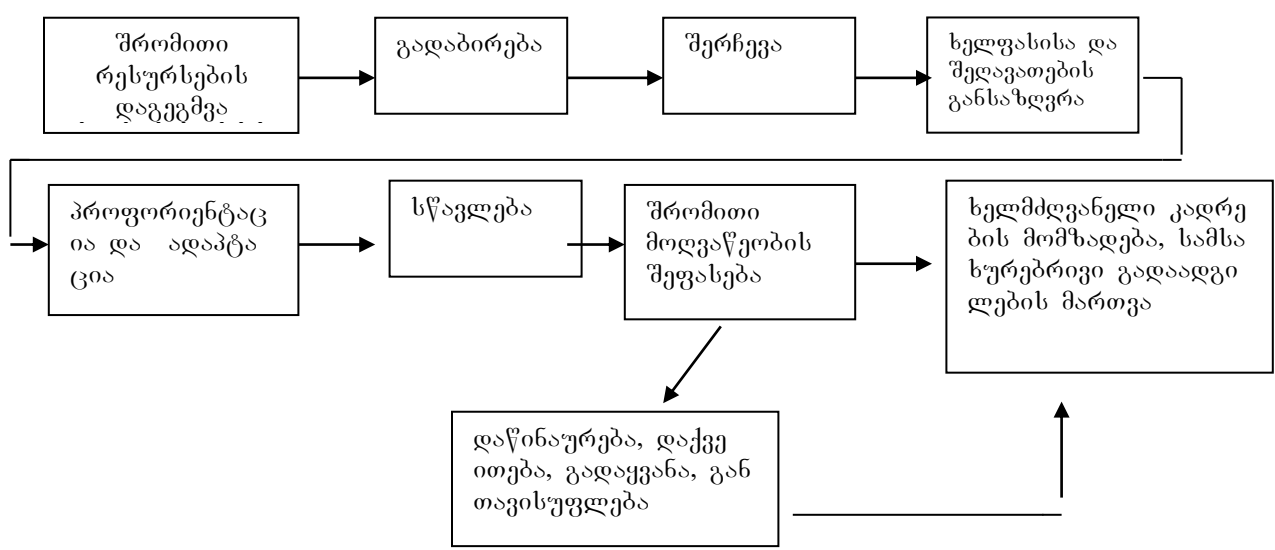 შრომითი
რესურსების
დაგეგმვა
გადაბირება
შერჩევა
ხელფასისა და
შეღავათების
განსაზღვრა
პროფორიენტაც
ია და ადაპტა
ცია
სწავლება
შრომითი
მოღვაწეობის
შეფასება
ხელმძღვანელი კადრე
ბის მომზადება, სამსა
ხურებრივი გადაადგი
ლების მართვა
დაწინაურება, დაქვე
ითება, გადაყვანა, გან
თავისუფლება